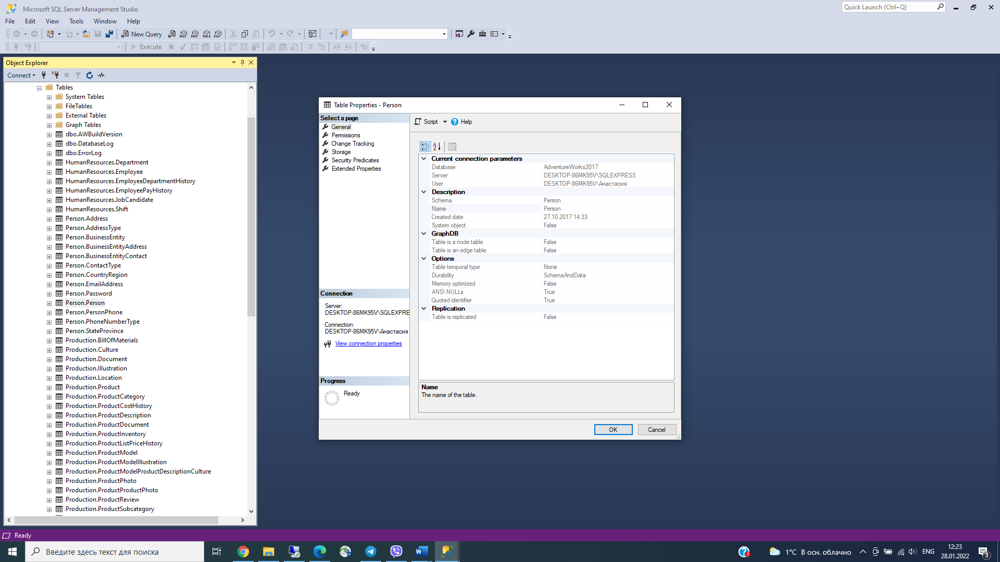 Microsoft SQL Server Management Studio
Quick Launch (Ctrl+Q)
File Edit View Tools Window Help
New Query MDX DMX XMLA DAX
Execute
Object Explorer
Connect
Tables
System Tables
FileTables
External Tables
Graph Tables
dbo.AWBuildVersion
dbo.DatabaseLog
dbo.ErrorLog
HumanResources.Department
HumanResources.Employee
HumanResources.EmployeeDepartmentHistory
HumanResources.EmployeePayHistory
HumanResources.JobCandidate
HumanResources.Shift
Person.Address
Person.AddressType
Person.BusinessEntity
Person.BusinessEntityAddress
Person.BusinessEntityContact
Person.ContactType
Person.CountryRegion
Person.EmailAddress
Person.Password
Person.Person
Person.PersonPhone
Person.PhoneNumberType
Person.StateProvince
Production.BillOfMaterials
Production.Culture
Production.Document
Production.Illustration
Production.Location
Production.Product
Production.ProductCategory
Production.ProductCostHistory
Production.ProductDescription
Production.ProductDocument
Production.ProductInventory
Production.ProductListPriceHistory
Production.ProductModel
Production.ProductModelIllustration
Production.ProductModelProductDescriptionCulture
Production.ProductPhoto
Production.ProductProductPhoto
Production.ProductReview
Production.ProductSubcategory
Table Properties - Person
Select a page
General
Permissions
Change Tracking
Storage
Security Predicates
Extended Properties
Connection
Server:
DESKTOP-86MK95V\SQLEXPRE
Connection:
DESKTOP-86MK95V\Анастасия
View connection properties
Progress
Ready
Script Help
Current connection parameters
Database AdventureWorks2017
Server DESKTOP-86MK95V\SQLEXPRESS
User DESKTOP-86MK95V\Анастасия
Description
Schema Person
Name Person
Created date 27.10.2017 14:33
System object False
GraphDB
Table is a node table False
Table is an edge table False
Options
Table temporal type None
Durability SchemaAndData
Memory optimized False
ANSI NULLs True
Quoted identifier True
Replication
Table is replicated False
Name
The name of the table.
OK Cancel
Ready
Введите здесь текст для поиска
1°C В осн. облачно
ENG
12:23
28.01.2022
3